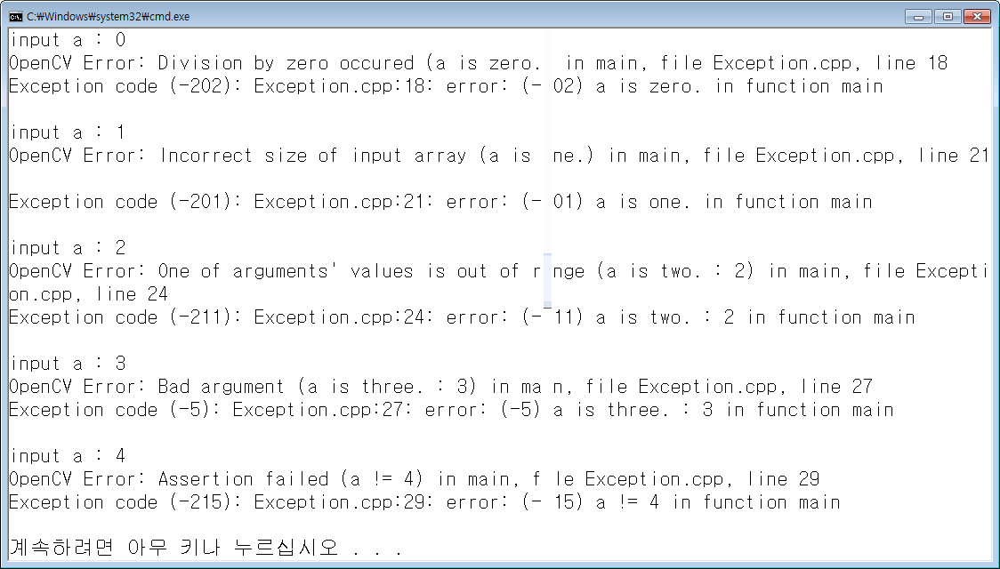 C:₩Windows₩system32₩cmd.exe
input a : 0
OpenCV Error: Division by zero occured (a is zero.  in main, file Exception.cpp, line 18
Exception code (-202): Exception.cpp:18: error: (- 02) a is zero. in function main
input a : 1
OpenCV Error: Incorrect size of input array (a is  ne.) in main, file Exception.cpp, line 21
Exception code (-201): Exception.cpp:21: error: (- 01) a is one. in function main
input a : 2
OpenCV Error: One of arguments' values is out of r nge (a is two. : 2) in main, file Excepti
on.cpp, line 24
Exception code (-211): Exception.cpp:24: error: (- 11) a is two. : 2 in function main
input a : 3
OpenCV Error: Bad argument (a is three. : 3) in ma n, file Exception.cpp, line 27
Exception code (-5): Exception.cpp:27: error: (-5) a is three. : 3 in function main
input a : 4
OpenCV Error: Assertion failed (a != 4) in main, f le Exception.cpp, line 29
Exception code (-215): Exception.cpp:29: error: (- 15) a != 4 in function main
계속하려면 아무 키나 누르십시오 . . .